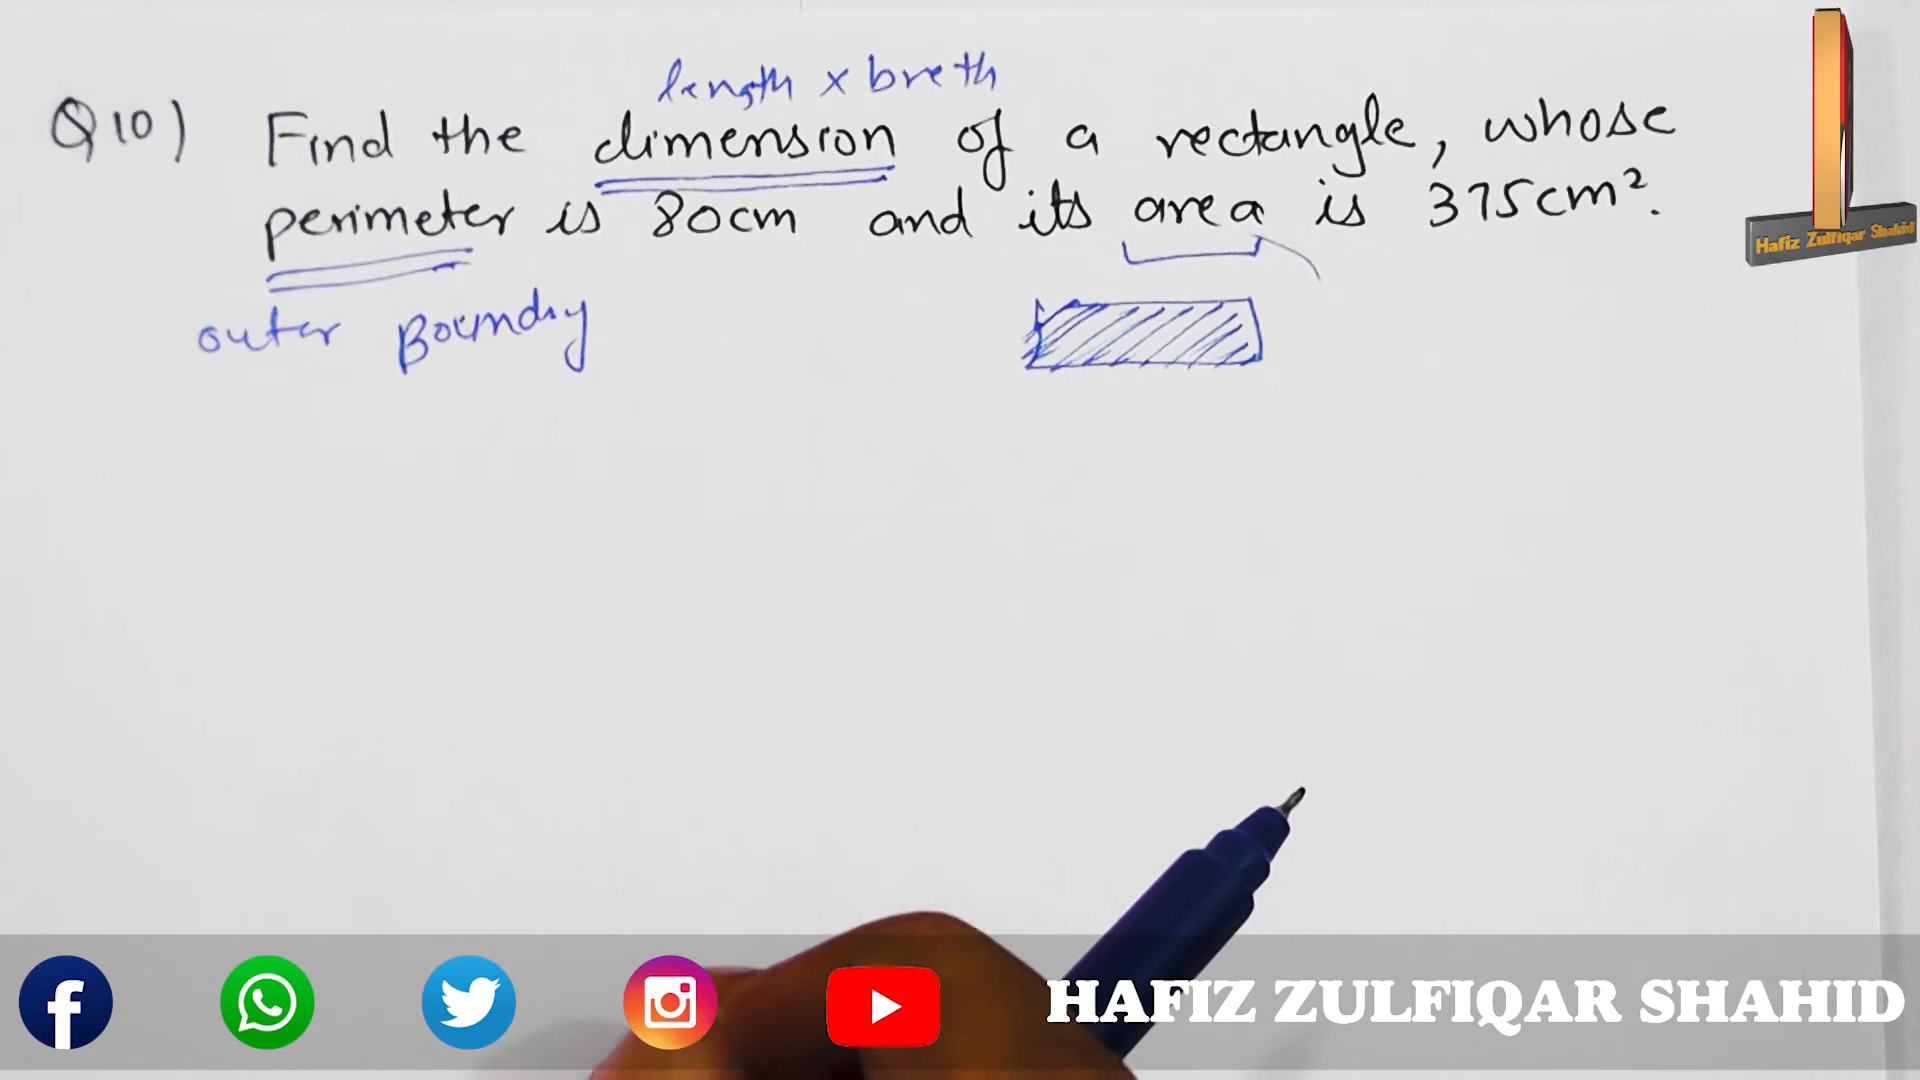 length × breth
Q10) Find the dimension of a rectangle, whose
perimeter is 80cm and its area is 375cm².
outer Boundry
Hafiz Zulfiqar Shahid
HAFIZ ZULFIQAR SHAHID